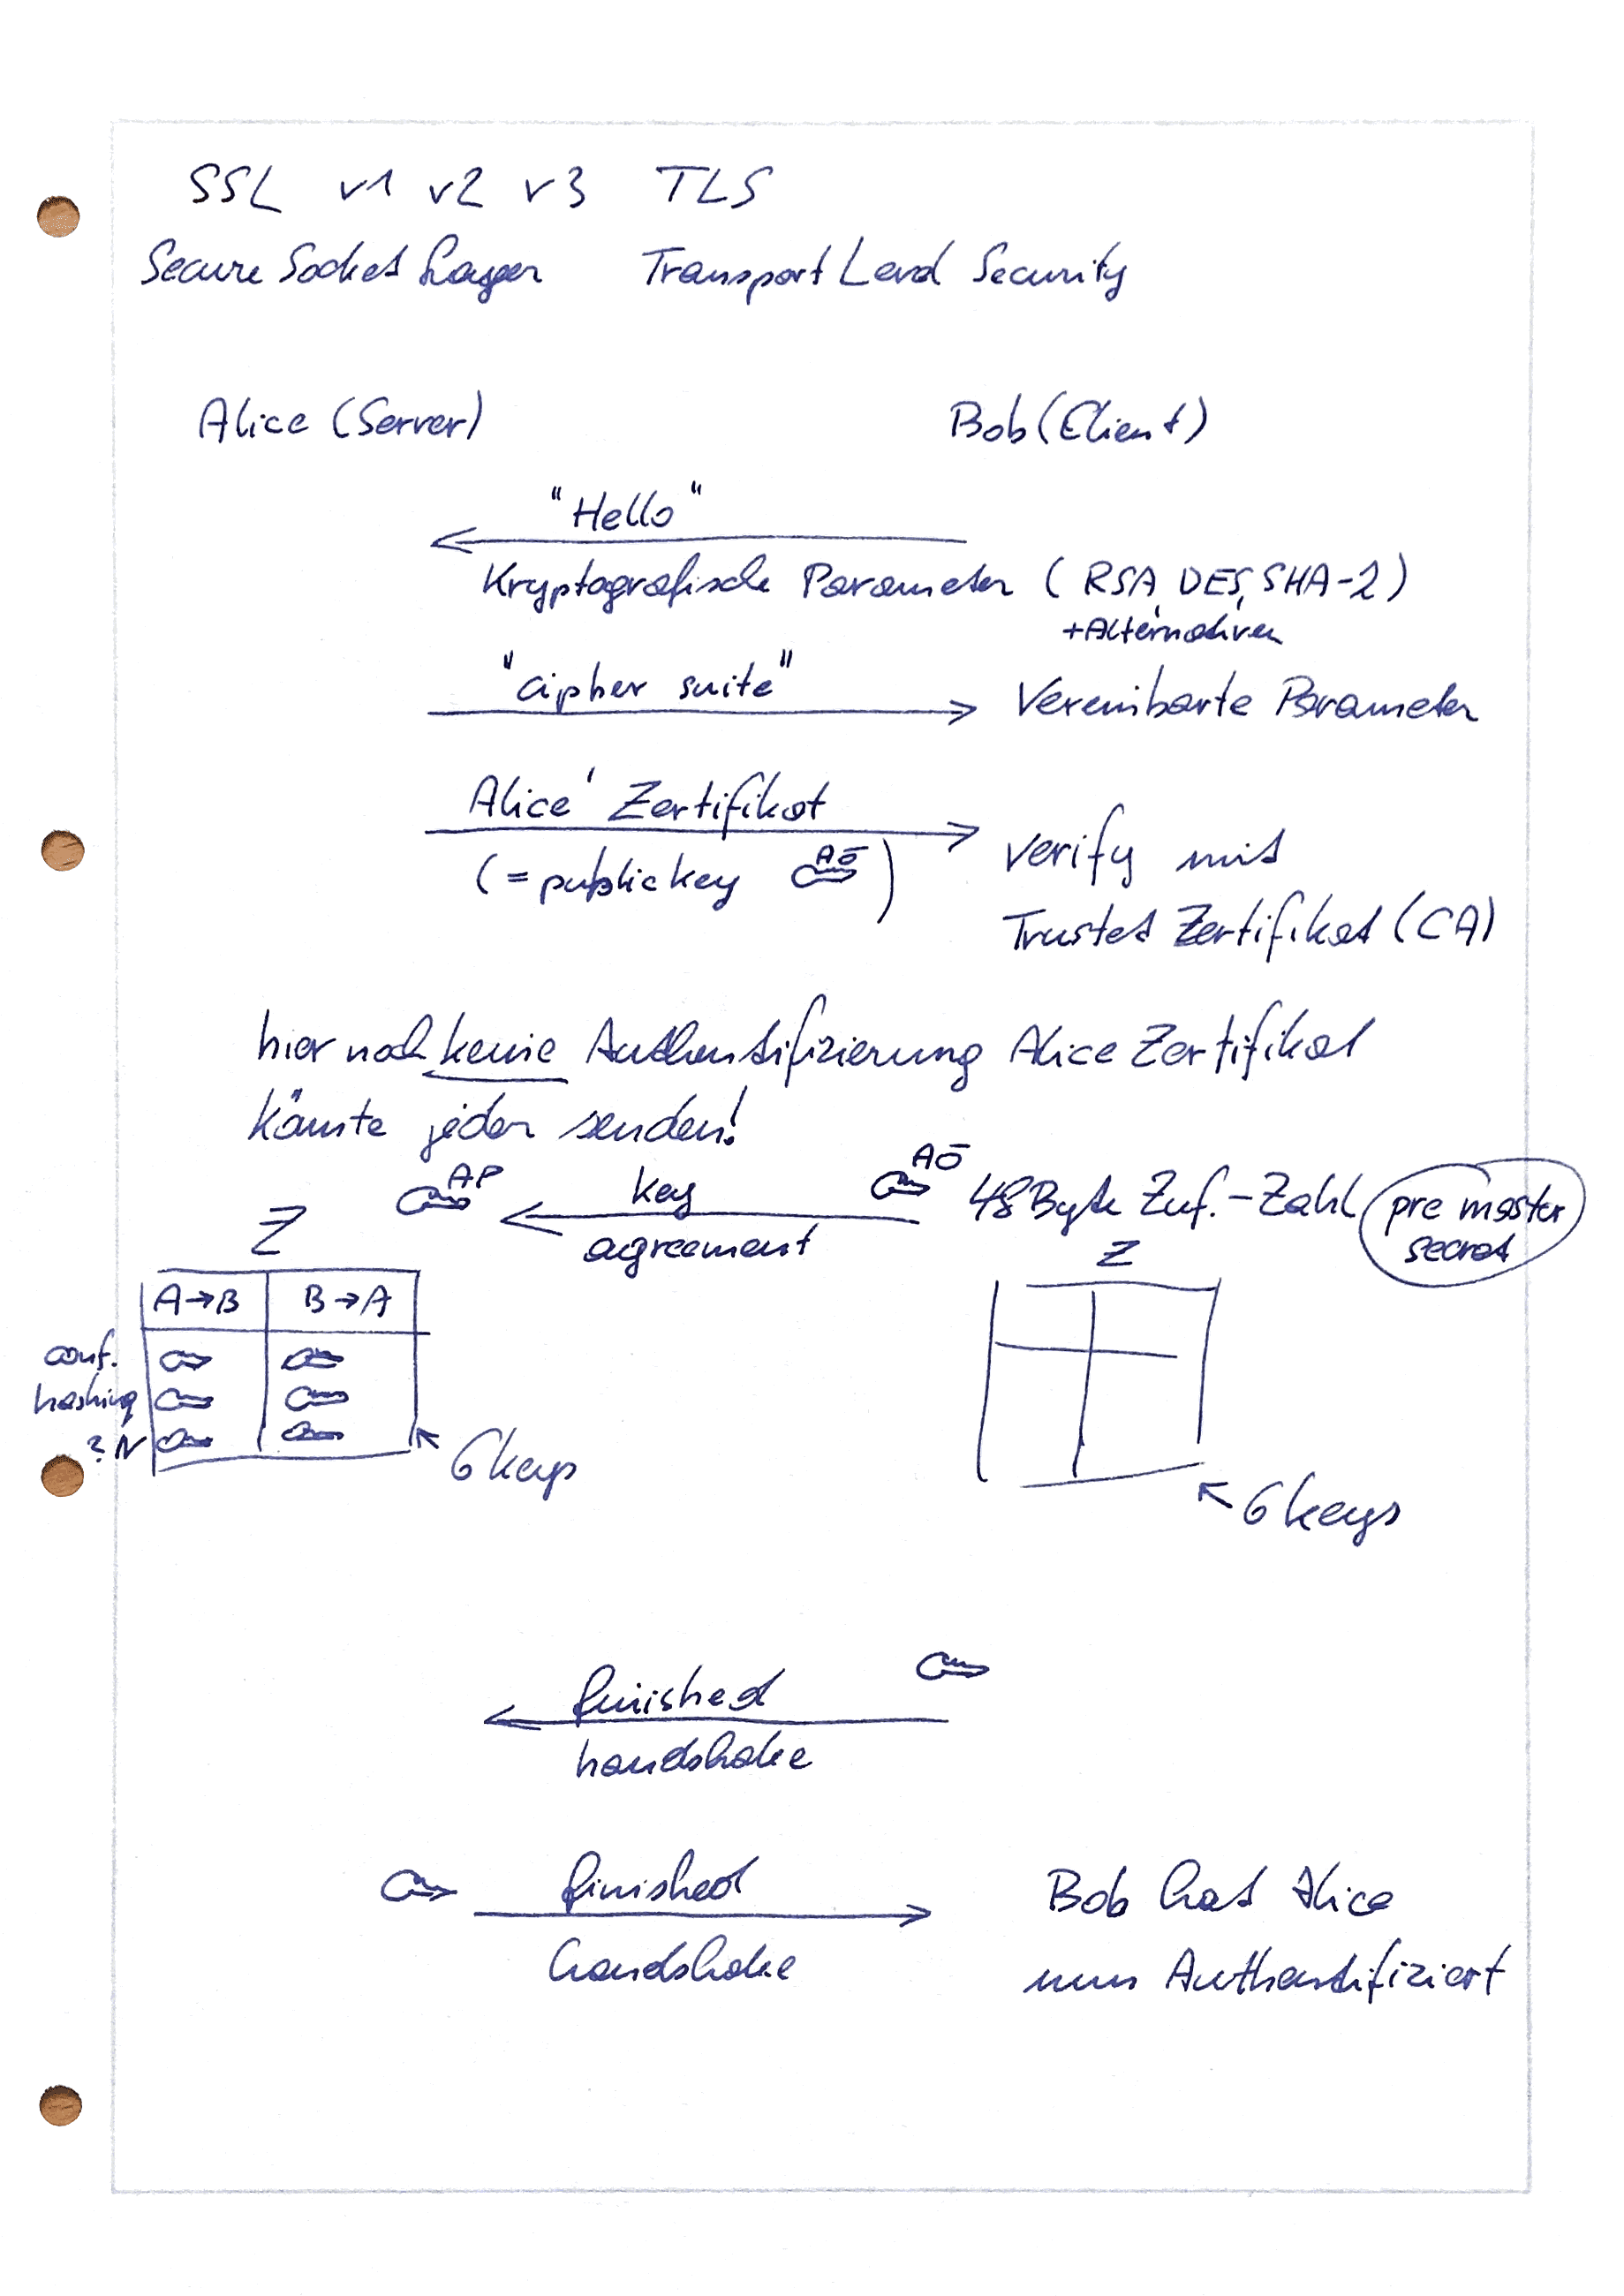 SSL v1 v2 v3 TLS
Secure Socket Layer Transport Level Security
Alice (Server) Bob (Client)
"Hello"
Kryptografische Parameter (RSA, DES, SHA-2)
+Alternativen
"cipher suite" Vereinbarte Parameter
Alice' Zertifikat
(= public key AÖ)
verify mit
Trustet Zertifikat (CA)
hier noch keine Authentifizierung Alice Zertifikat
könnte jeder senden!
AP key AÖ 48 Byte Zuf.-Zahl pre master
agreement secret
Z Z
A→B B→A
conf.
hashing
? IV
6 keys 6 keys
finished
handshake
finished Bob hat Alice
handshake nun Authentifiziert